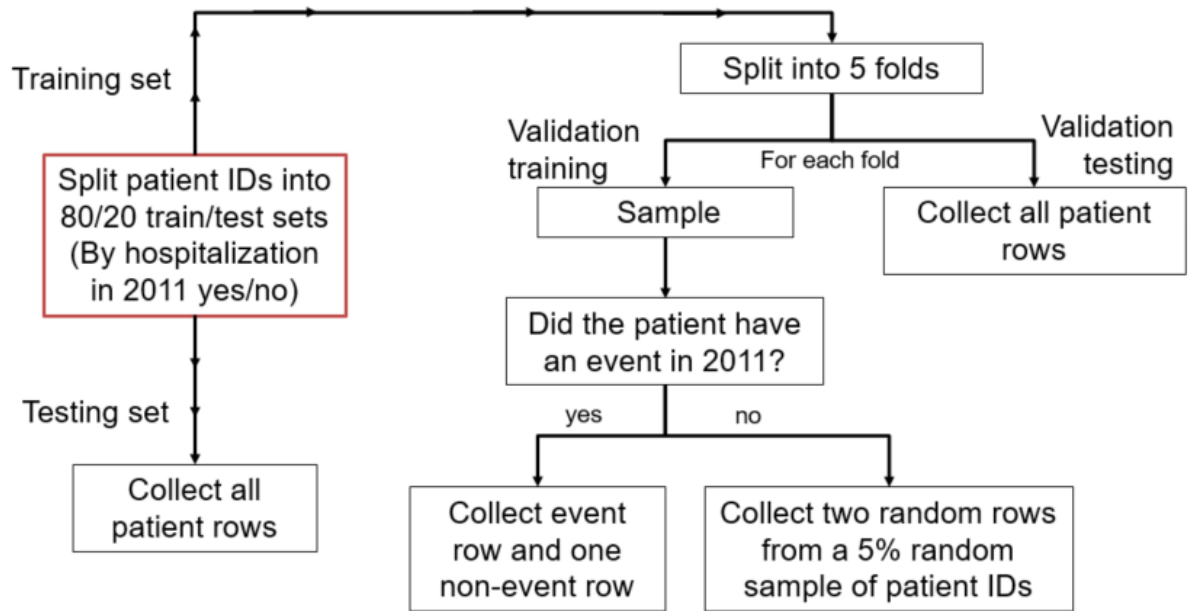 Training set
Split patient IDs into
80/20 train/test sets
(By hospitalization
in 2011 yes/no)
Testing set
Collect all
patient rows
Split into 5 folds
Validation
training
For each fold
Validation
testing
Sample
Collect all patient
rows
Did the patient have
an event in 2011?
yes
no
Collect event
row and one
non-event row
Collect two random rows
from a 5% random
sample of patient IDs